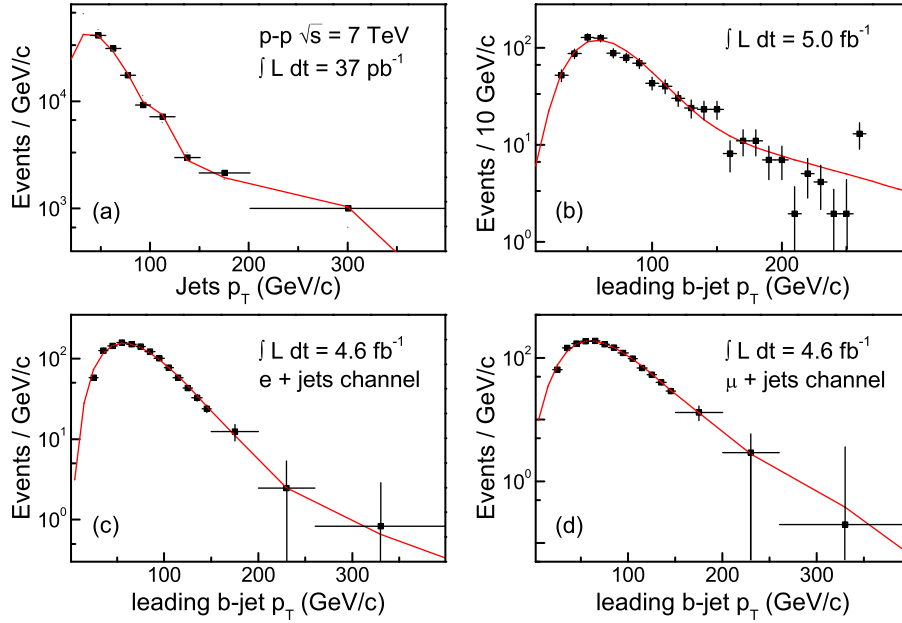 p-p √s = 7 TeV
∫ L dt = 37 pb⁻¹
Events / GeV/c
10⁴
10³
(a)
100
200
300
Jets p_T (GeV/c)
∫ L dt = 5.0 fb⁻¹
Events / 10 GeV/c
10²
10¹
10⁰
(b)
100
200
leading b-jet p_T (GeV/c)
∫ L dt = 4.6 fb⁻¹
e + jets channel
Events / GeV/c
10²
10¹
10⁰
(c)
100
200
300
leading b-jet p_T (GeV/c)
∫ L dt = 4.6 fb⁻¹
μ + jets channel
Events / GeV/c
10²
10⁰
(d)
100
200
300
leading b-jet p_T (GeV/c)